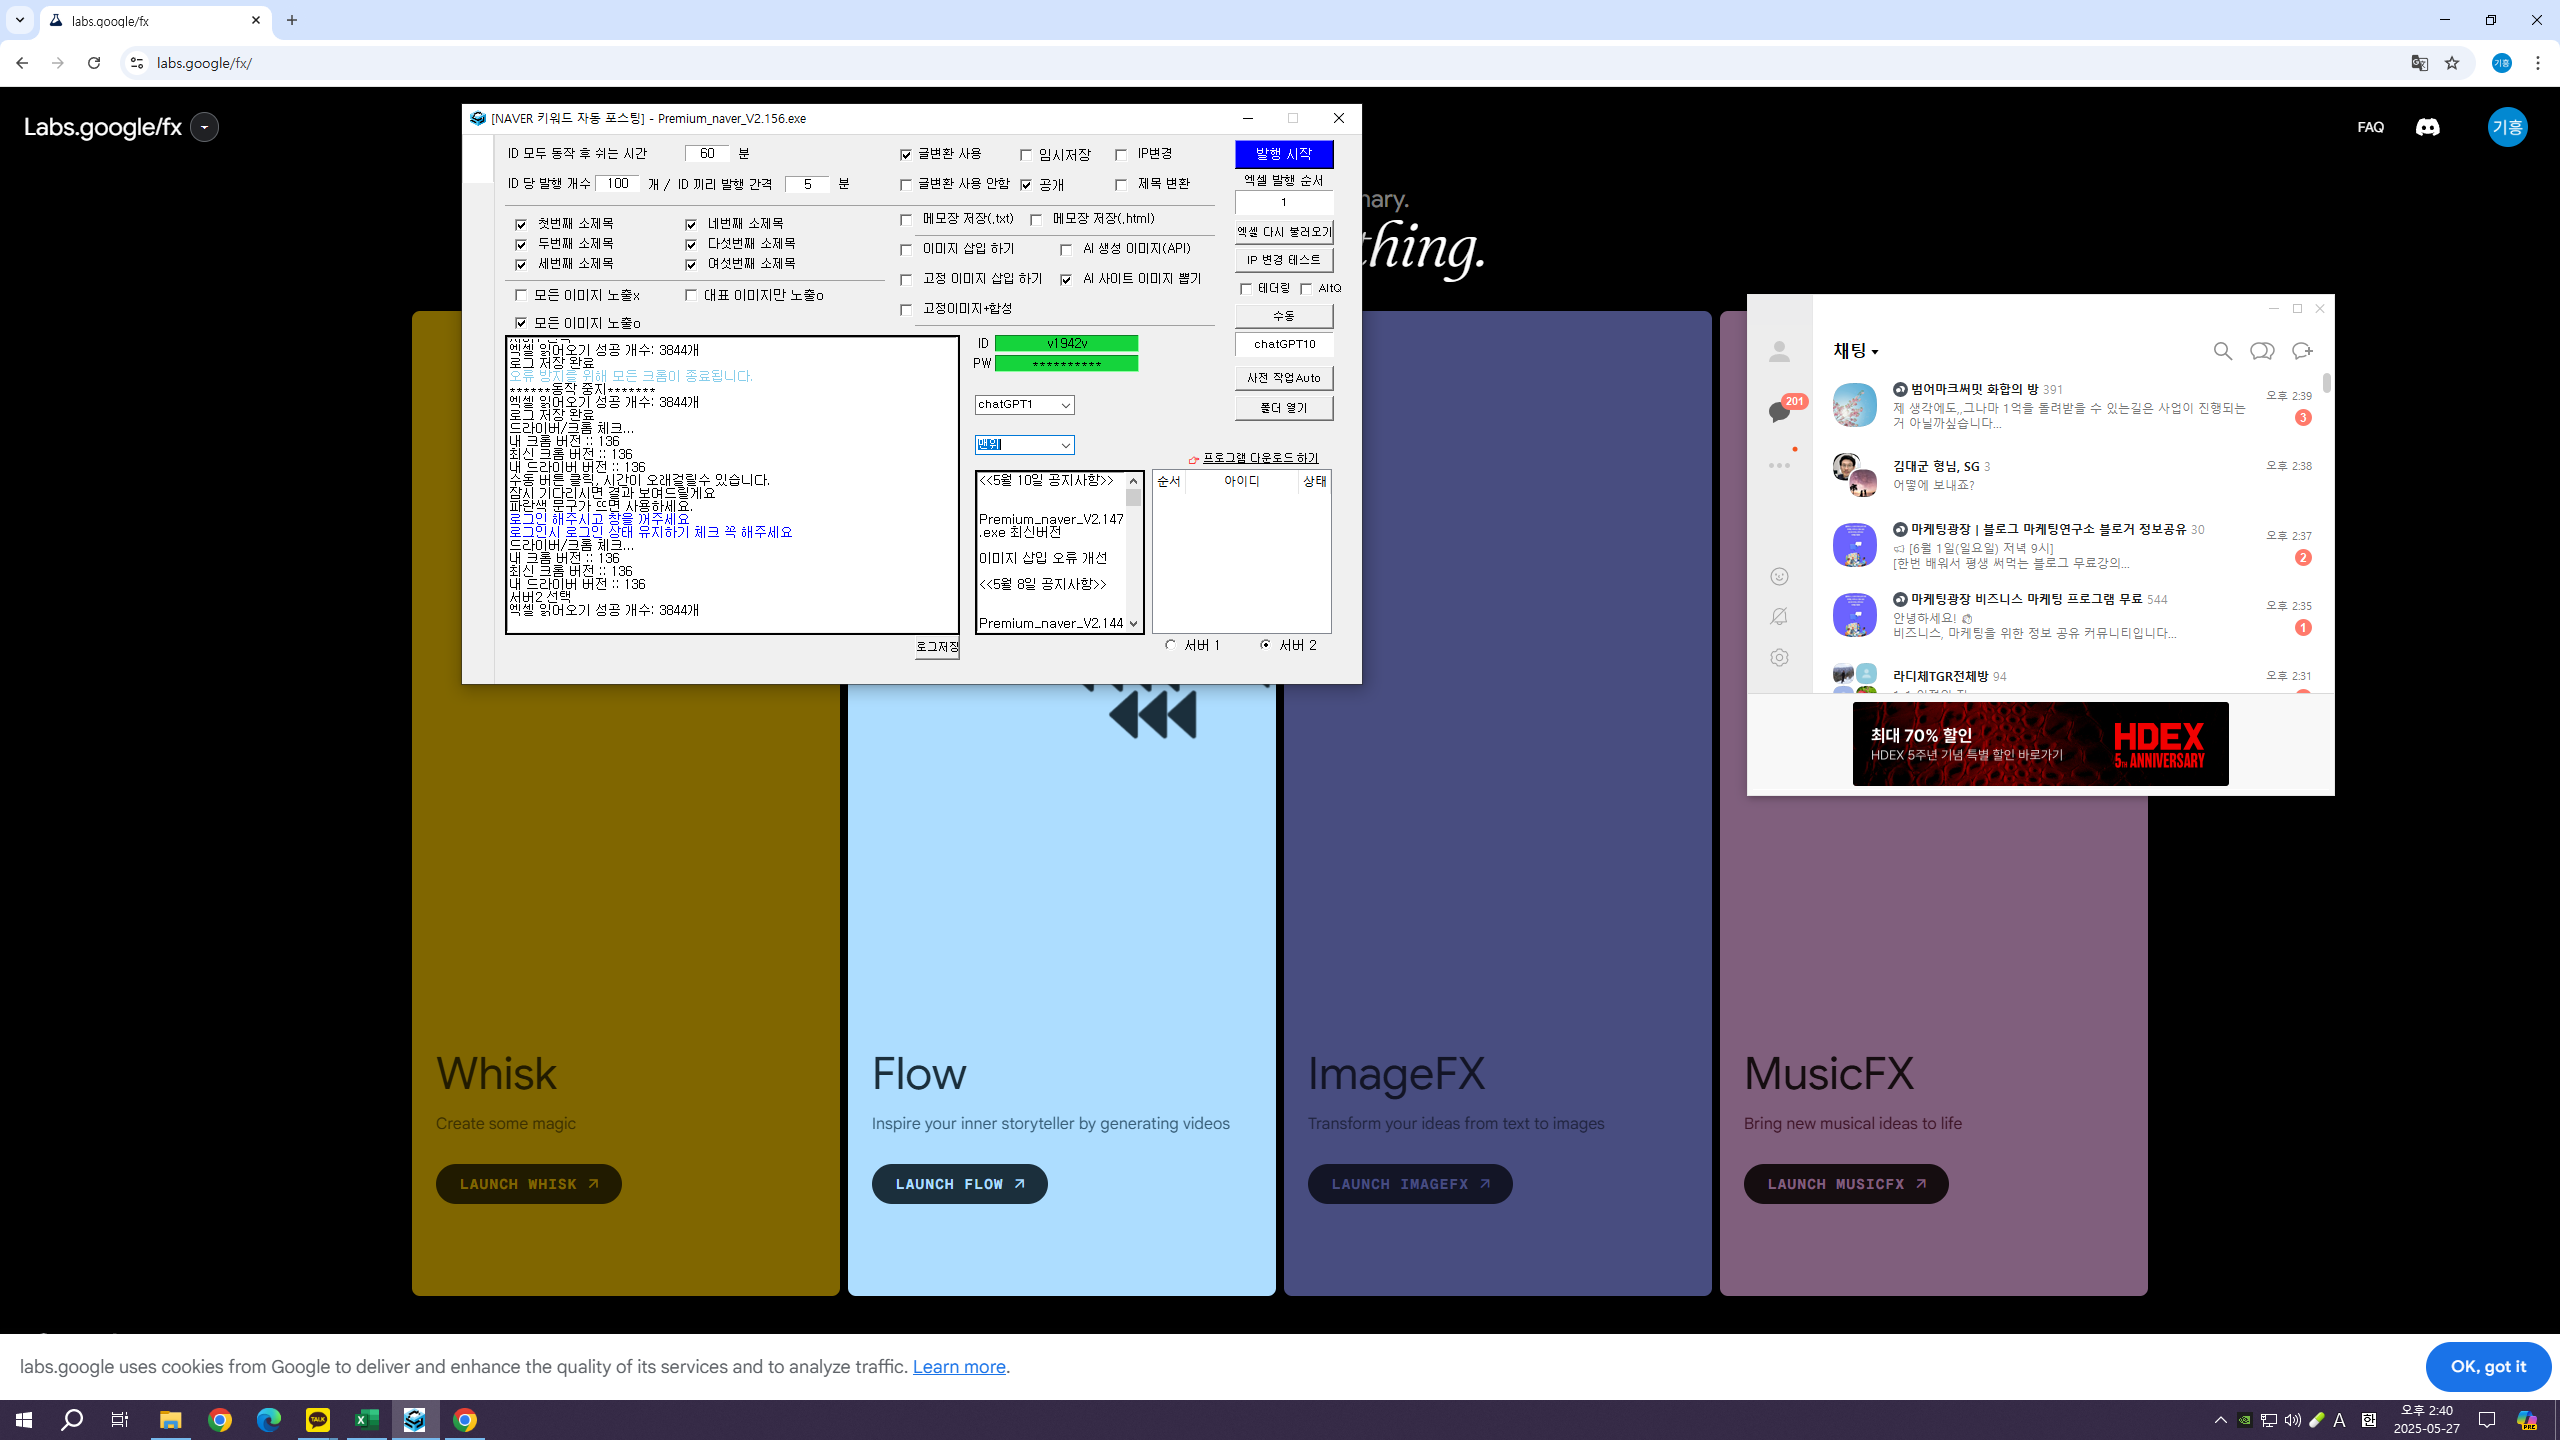 labs.google/fx
labs.google/fx/
기흥
Labs.google/fx
FAQ
기흥
thing.
[NAVER 키워드 자동 포스팅] - Premium_naver_V2.156.exe
ID 모두 동작 후 쉬는 시간 60 분
ID 당 발행 개수 100 개 / ID 끼리 발행 간격 5 분
글변환 사용 임시저장 IP변경
글변환 사용 안함 공개 제목 변환
첫번째 소제목 네번째 소제목
두번째 소제목 다섯번째 소제목
세번째 소제목 여섯번째 소제목
모든 이미지 노출x 대표 이미지만 노출o
모든 이미지 노출o
메모장 저장(.txt) 메모장 저장(.html)
이미지 삽입 하기 AI 생성 이미지(API)
고정 이미지 삽입 하기 AI 사이트 이미지 뽑기
고정이미지+합성
발행 시작
엑셀 발행 순서
1
엑셀 다시 불러오기
IP 변경 테스트
테더링 AltQ
수동
chatGPT10
사전 작업Auto
폴더 열기
엑셀 읽어오기 성공 개수: 3844개
로그 저장 완료
오류 방지를 위해 모든 크롬이 종료됩니다.
******동작 중지*******
엑셀 읽어오기 성공 개수: 3844개
로그 저장 완료
드라이버/크롬 체크...
내 크롬 버전 :: 136
최신 크롬 버전 :: 136
내 드라이버 버전 :: 136
수동 버튼 클릭, 시간이 오래걸릴수 있습니다.
잠시 기다리시면 결과 보여드릴게요
파란색 문구가 뜨면 사용하세요.
로그인 해주시고 창을 꺼주세요
로그인시 로그인 상태 유지하기 체크 꼭 해주세요
드라이버/크롬 체크...
내 크롬 버전 :: 136
최신 크롬 버전 :: 136
내 드라이버 버전 :: 136
서버2 선택
엑셀 읽어오기 성공 개수: 3844개
로그저장
ID v1942v
PW **********
chatGPT1
맨위
프로그램 다운로드 하기
<<5월 10일 공지사항>>
Premium_naver_V2.147
.exe 최신버전
이미지 삽입 오류 개선
<<5월 8일 공지사항>>
Premium_naver_V2.144
순서 아이디 상태
서버 1 서버 2
채팅
201
범어마크써밋 화합의 방 391
오후 2:39
제 생각에도,,그나마 1억을 돌려받을 수 있는길은 사업이 진행되는
거 아닐까싶습니다...
3
김대군 형님, SG 3
오후 2:38
어떻에 보내죠?
마케팅광장 | 블로그 마케팅연구소 블로거 정보공유 30
오후 2:37
[6월 1일(일요일) 저녁 9시]
[한번 배워서 평생 써먹는 블로그 무료강의...
2
마케팅광장 비즈니스 마케팅 프로그램 무료 544
오후 2:35
안녕하세요!
비즈니스, 마케팅을 위한 정보 공유 커뮤니티입니다...
1
라디체TGR전체방 94
오후 2:31
최대 70% 할인
HDEX 5주년 기념 특별 할인 바로가기
HDEX
5TH ANNIVERSARY
Whisk
Create some magic
LAUNCH WHISK
Flow
Inspire your inner storyteller by generating videos
LAUNCH FLOW
ImageFX
Transform your ideas from text to images
LAUNCH IMAGEFX
MusicFX
Bring new musical ideas to life
LAUNCH MUSICFX
labs.google uses cookies from Google to deliver and enhance the quality of its services and to analyze traffic. Learn more.
OK, got it
TALK
A
한
오후 2:40
2025-05-27
PRE